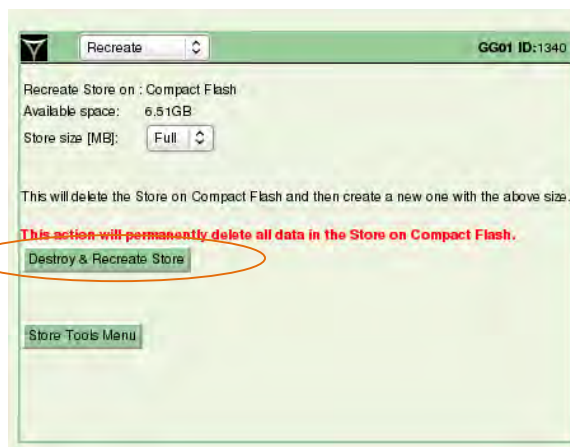 Recreate GG01 ID:1340
Recreate Store on : Compact Flash
Available space: 6.51GB
Store size [MB]: Full
This will delete the Store on Compact Flash and then create a new one with the above size.
This action will permanently delete all data in the Store on Compact Flash.
Destroy & Recreate Store
Store Tools Menu